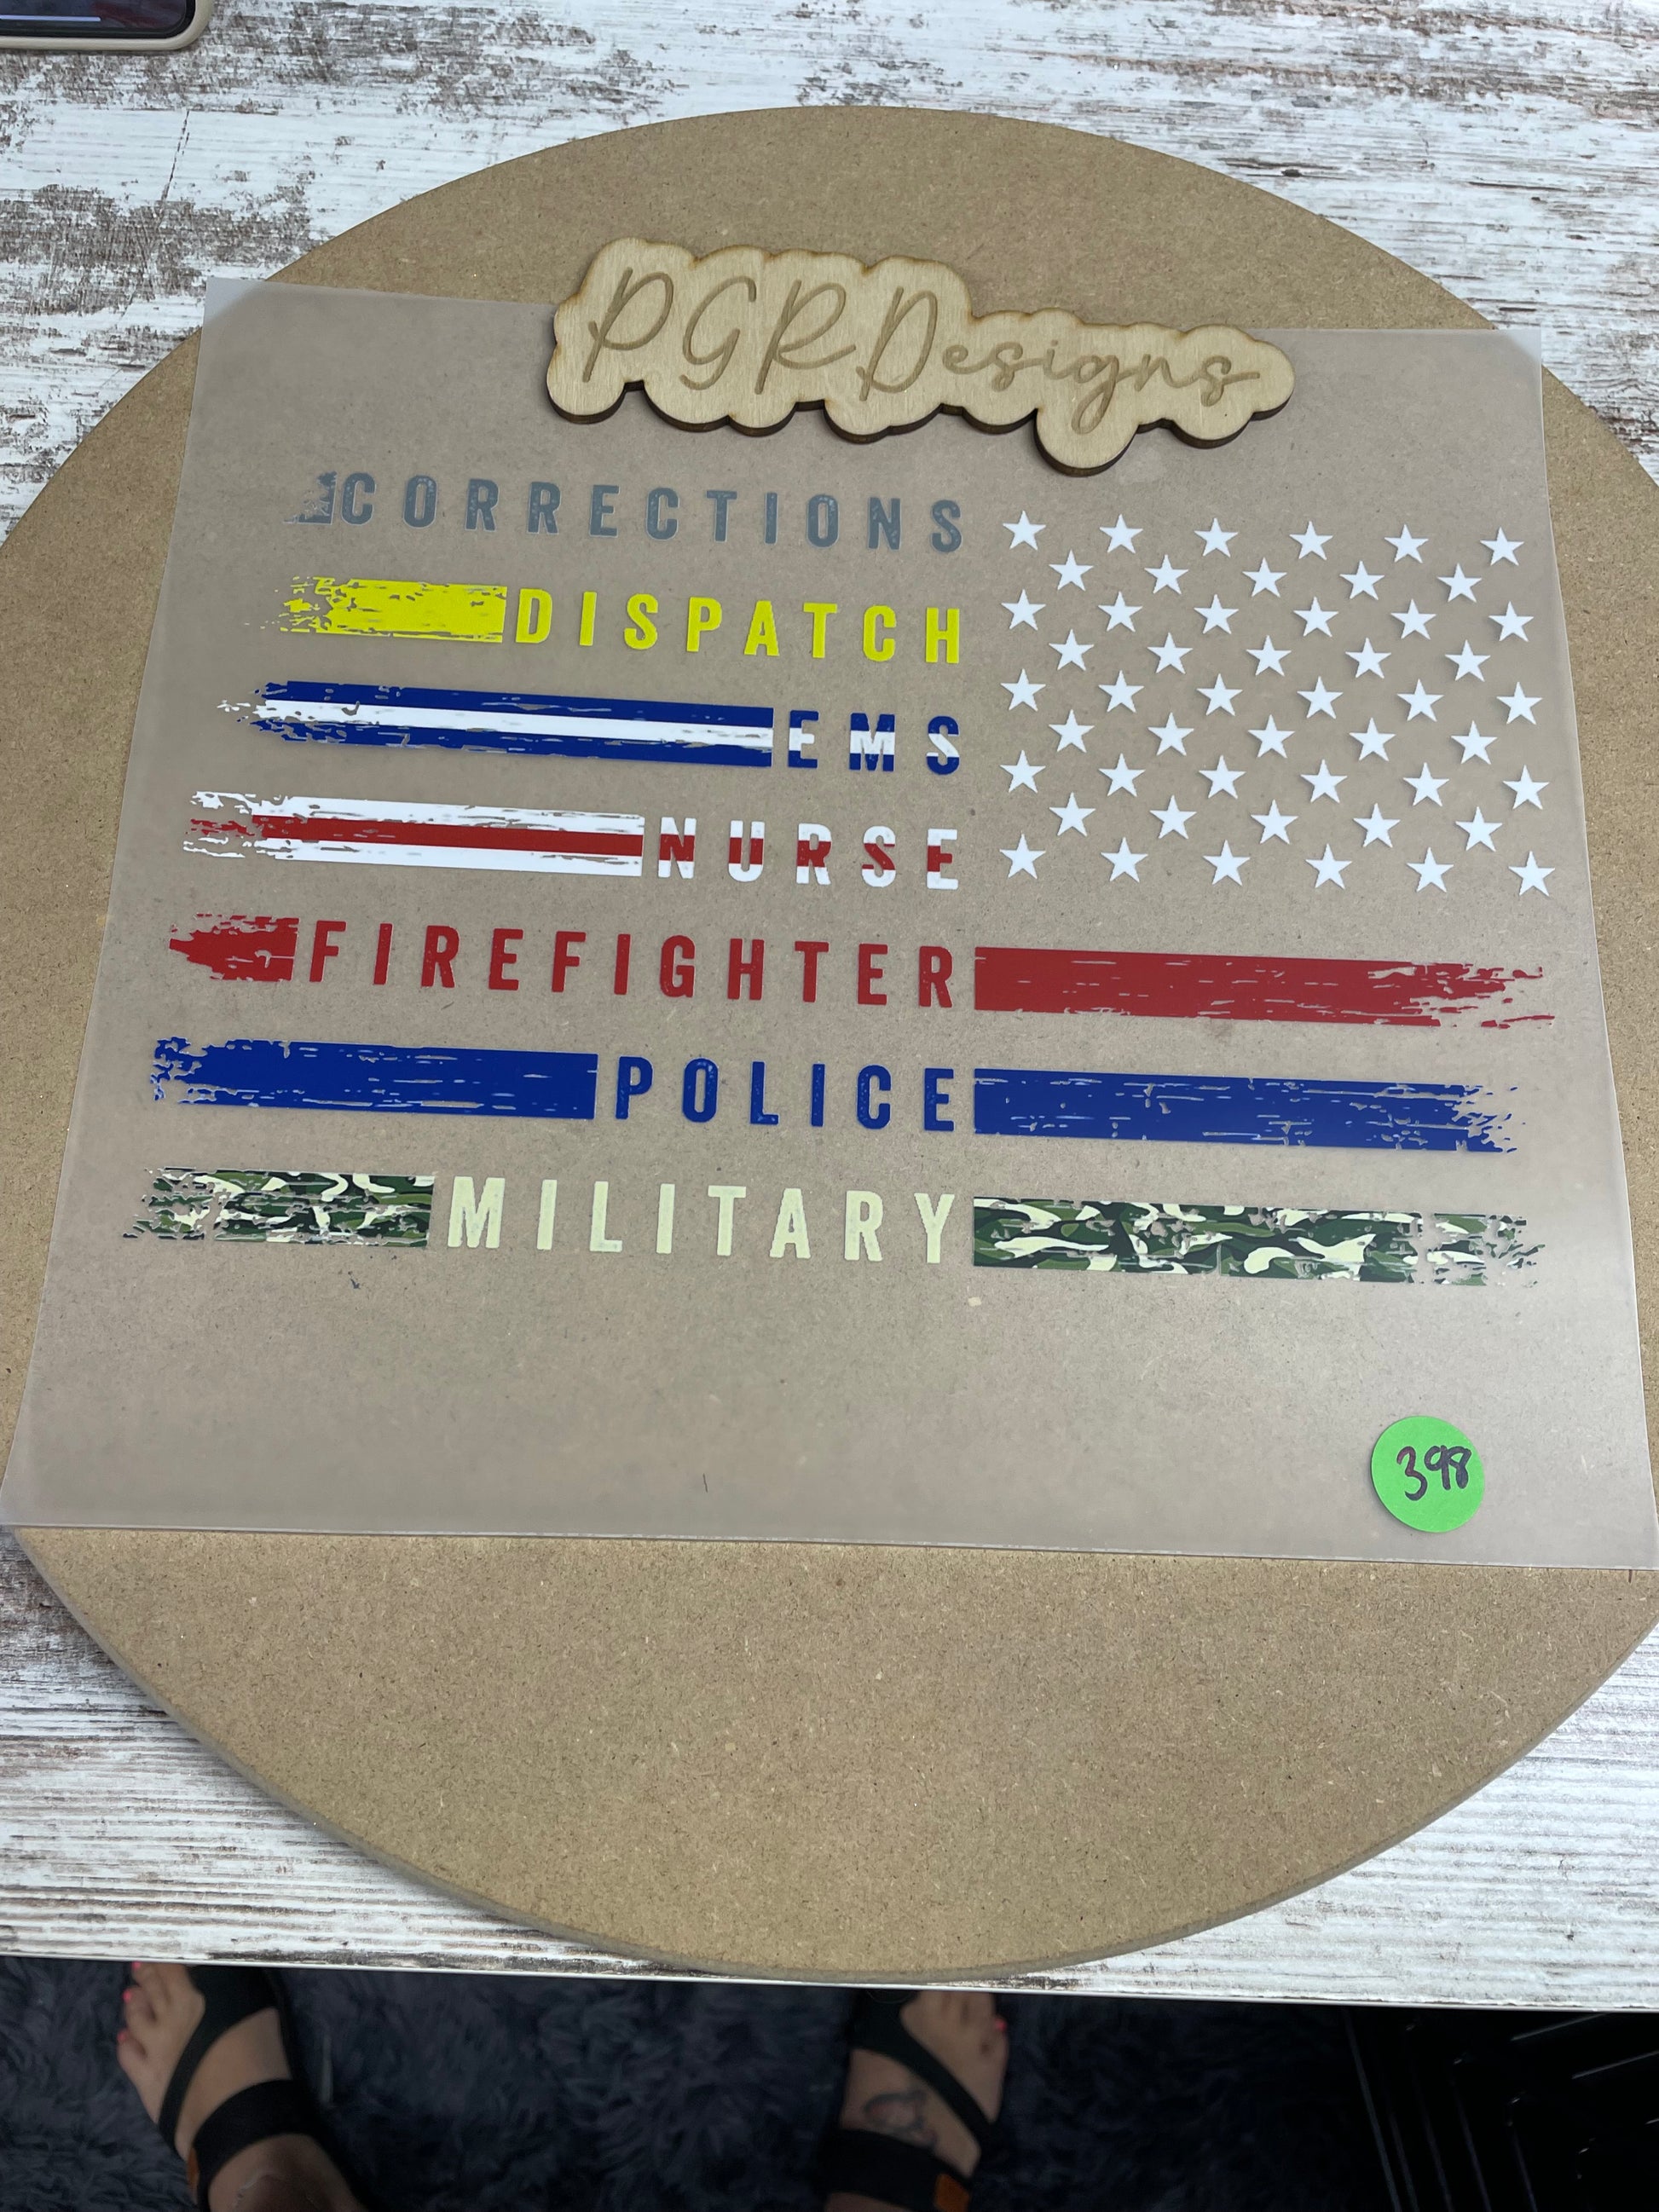 PGRDesigns
CORRECTIONS
DISPATCH
EMS
NURSE
FIREFIGHTER
POLICE
MILITARY
398